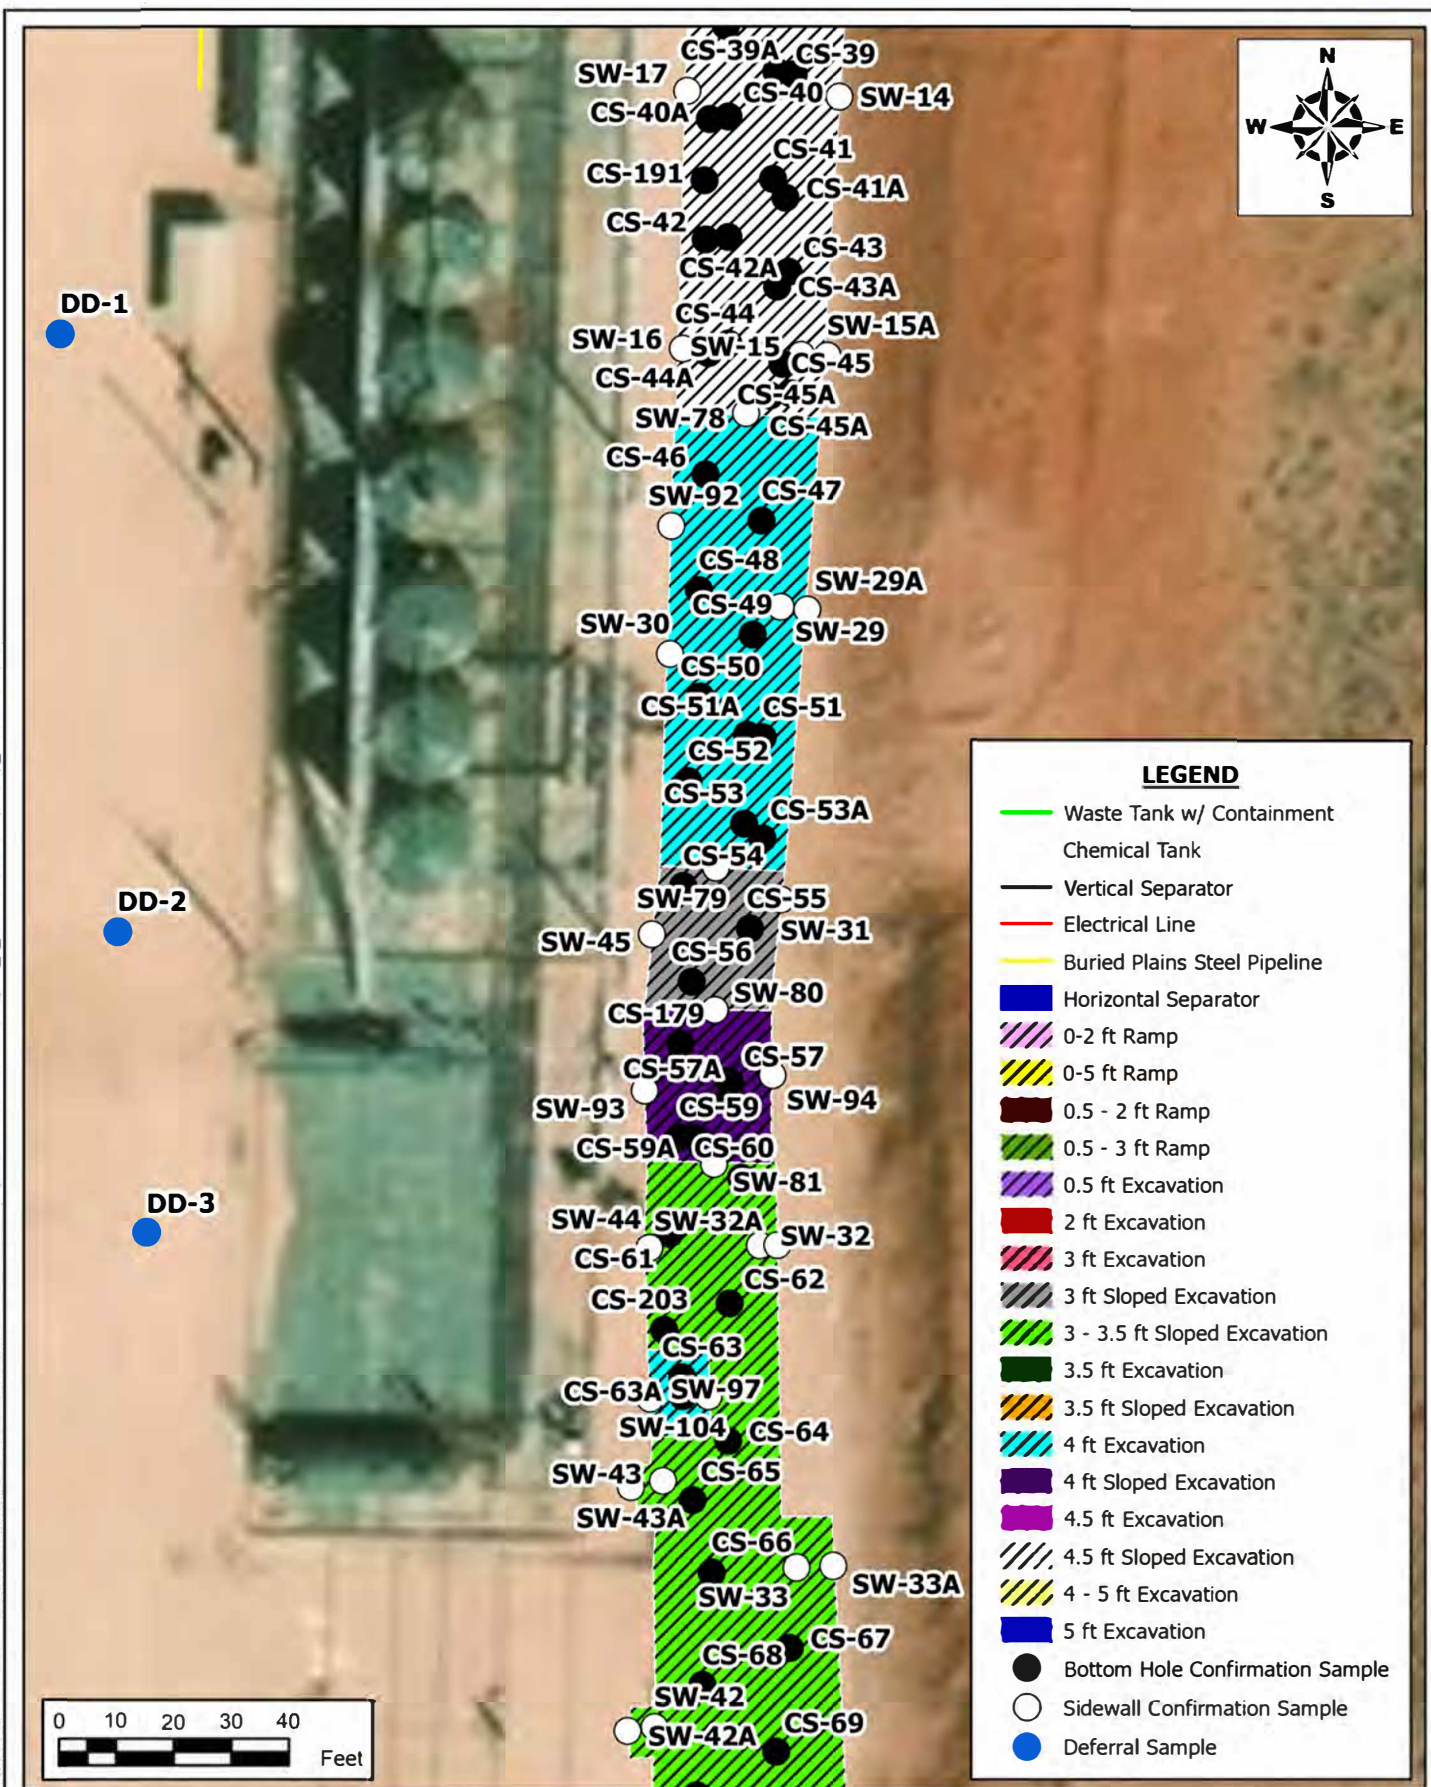 CS-39A
CS-39
SW-17
CS-40
SW-14
CS-40A
CS-41
CS-191
CS-41A
CS-42
CS-43
CS-42A
CS-43A
CS-44
SW-15A
SW-16
SW-15
CS-45
CS-44A
CS-45A
SW-78
CS-45A
CS-46
CS-47
SW-92
CS-48
SW-29A
CS-49
SW-30
SW-29
CS-50
CS-51A
CS-51
CS-52
CS-53
CS-53A
CS-54
SW-79
CS-55
SW-31
SW-45
CS-56
SW-80
CS-179
CS-57
CS-57A
SW-93
CS-59
SW-94
CS-59A
CS-60
SW-81
SW-44
SW-32A
SW-32
CS-61
CS-62
CS-203
CS-63
CS-63A
SW-97
SW-104
CS-64
SW-43
CS-65
SW-43A
CS-66
SW-33
SW-33A
CS-67
CS-68
SW-42
SW-42A
CS-69
DD-1
DD-2
DD-3
N
W
E
S
LEGEND
Waste Tank w/ Containment
Chemical Tank
Vertical Separator
Electrical Line
Buried Plains Steel Pipeline
Horizontal Separator
0-2 ft Ramp
0-5 ft Ramp
0.5 - 2 ft Ramp
0.5 - 3 ft Ramp
0.5 ft Excavation
2 ft Excavation
3 ft Excavation
3 ft Sloped Excavation
3 - 3.5 ft Sloped Excavation
3.5 ft Excavation
3.5 ft Sloped Excavation
4 ft Excavation
4 ft Sloped Excavation
4.5 ft Excavation
4.5 ft Sloped Excavation
4 - 5 ft Excavation
5 ft Excavation
Bottom Hole Confirmation Sample
Sidewall Confirmation Sample
Deferral Sample
0 10 20 30 40
Feet